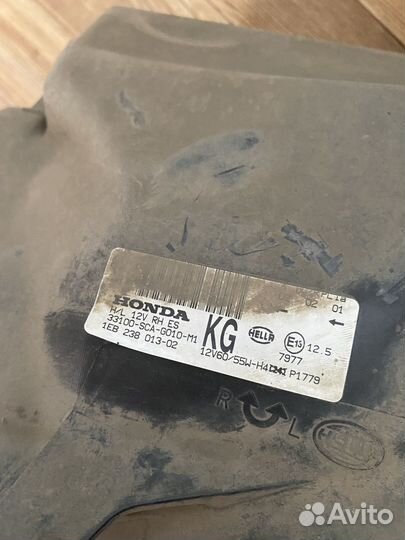 02 01
HONDA
H/L 12V RH ES
33100-SCA-G010-M1
1EB 238 013-02
KG
HELLA
E13 12.5
7977
12V60/55W-H4 P1779
R L
HELLA
Avito